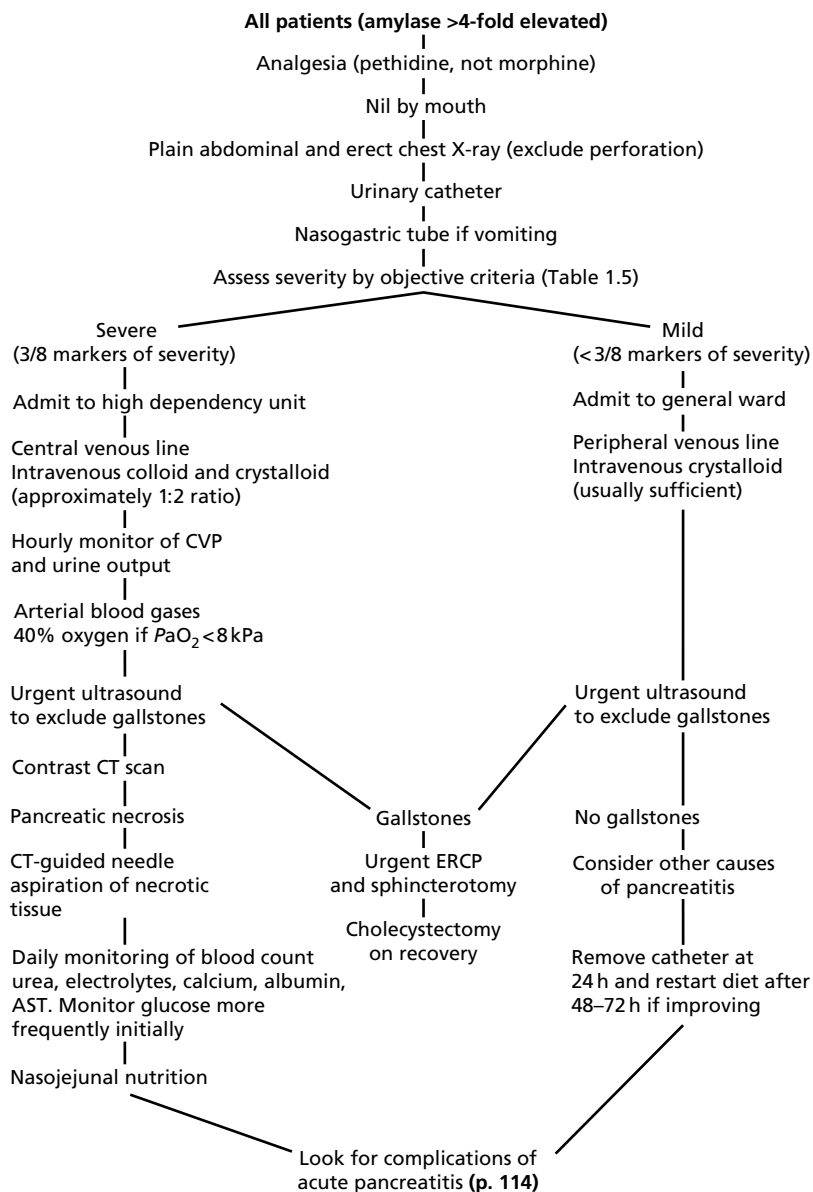 All patients (amylase >4-fold elevated)
Analgesia (pethidine, not morphine)
Nil by mouth
Plain abdominal and erect chest X-ray (exclude perforation)
Urinary catheter
Nasogastric tube if vomiting
Assess severity by objective criteria (Table 1.5)
Severe
(3/8 markers of severity)
Admit to high dependency unit
Central venous line
Intravenous colloid and crystalloid
(approximately 1:2 ratio)
Hourly monitor of CVP
and urine output
Arterial blood gases
40% oxygen if PaO2 <8 kPa
Urgent ultrasound
to exclude gallstones
Contrast CT scan
Pancreatic necrosis
CT-guided needle
aspiration of necrotic
tissue
Daily monitoring of blood count
urea, electrolytes, calcium, albumin,
AST. Monitor glucose more
frequently initially
Nasojejunal nutrition
Gallstones
Urgent ERCP
and sphincterotomy
Cholecystectomy
on recovery
Mild
(<3/8 markers of severity)
Admit to general ward
Peripheral venous line
Intravenous crystalloid
(usually sufficient)
Urgent ultrasound
to exclude gallstones
No gallstones
Consider other causes
of pancreatitis
Remove catheter at
24 h and restart diet after
48–72 h if improving
Look for complications of
acute pancreatitis (p. 114)